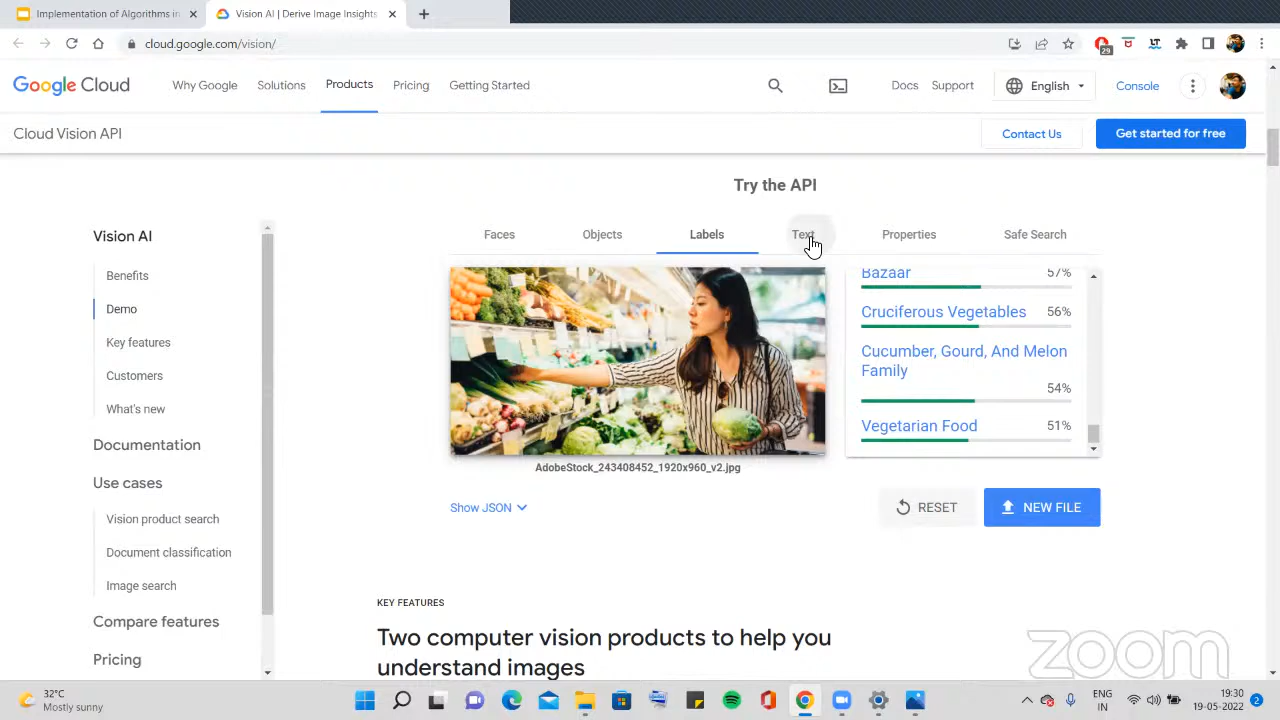 Implementation of Algorithms in
Vision AI | Derive Image Insights
cloud.google.com/vision/
29
Google Cloud
Why Google
Solutions
Products
Pricing
Getting Started
Docs
Support
English
Console
Cloud Vision API
Contact Us
Get started for free
Try the API
Faces
Objects
Labels
Text
Properties
Safe Search
Vision AI
Benefits
Demo
Key features
Customers
What's new
Documentation
Use cases
Vision product search
Document classification
Image search
Compare features
Pricing
Bazaar 57%
Cruciferous Vegetables 56%
Cucumber, Gourd, And Melon
Family
54%
Vegetarian Food 51%
AdobeStock_243408452_1920x960_v2.jpg
Show JSON
RESET
NEW FILE
KEY FEATURES
Two computer vision products to help you
understand images
zoom
32°C
Mostly sunny
ENG
IN
19:30
19-05-2022
2